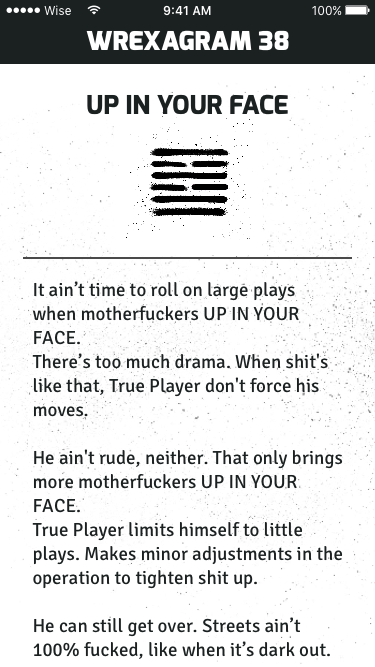 Wise
9:41 AM
100%
WREXAGRAM 38
UP IN YOUR FACE
It ain’t time to roll on large plays
when motherfuckers UP IN YOUR
FACE.
There’s too much drama. When shit's
like that, True Player don't force his
moves.
He ain't rude, neither. That only brings
more motherfuckers UP IN YOUR
FACE.
True Player limits himself to little
plays. Makes minor adjustments in the
operation to tighten shit up.
He can still get over. Streets ain’t
100% fucked, like when it’s dark out.